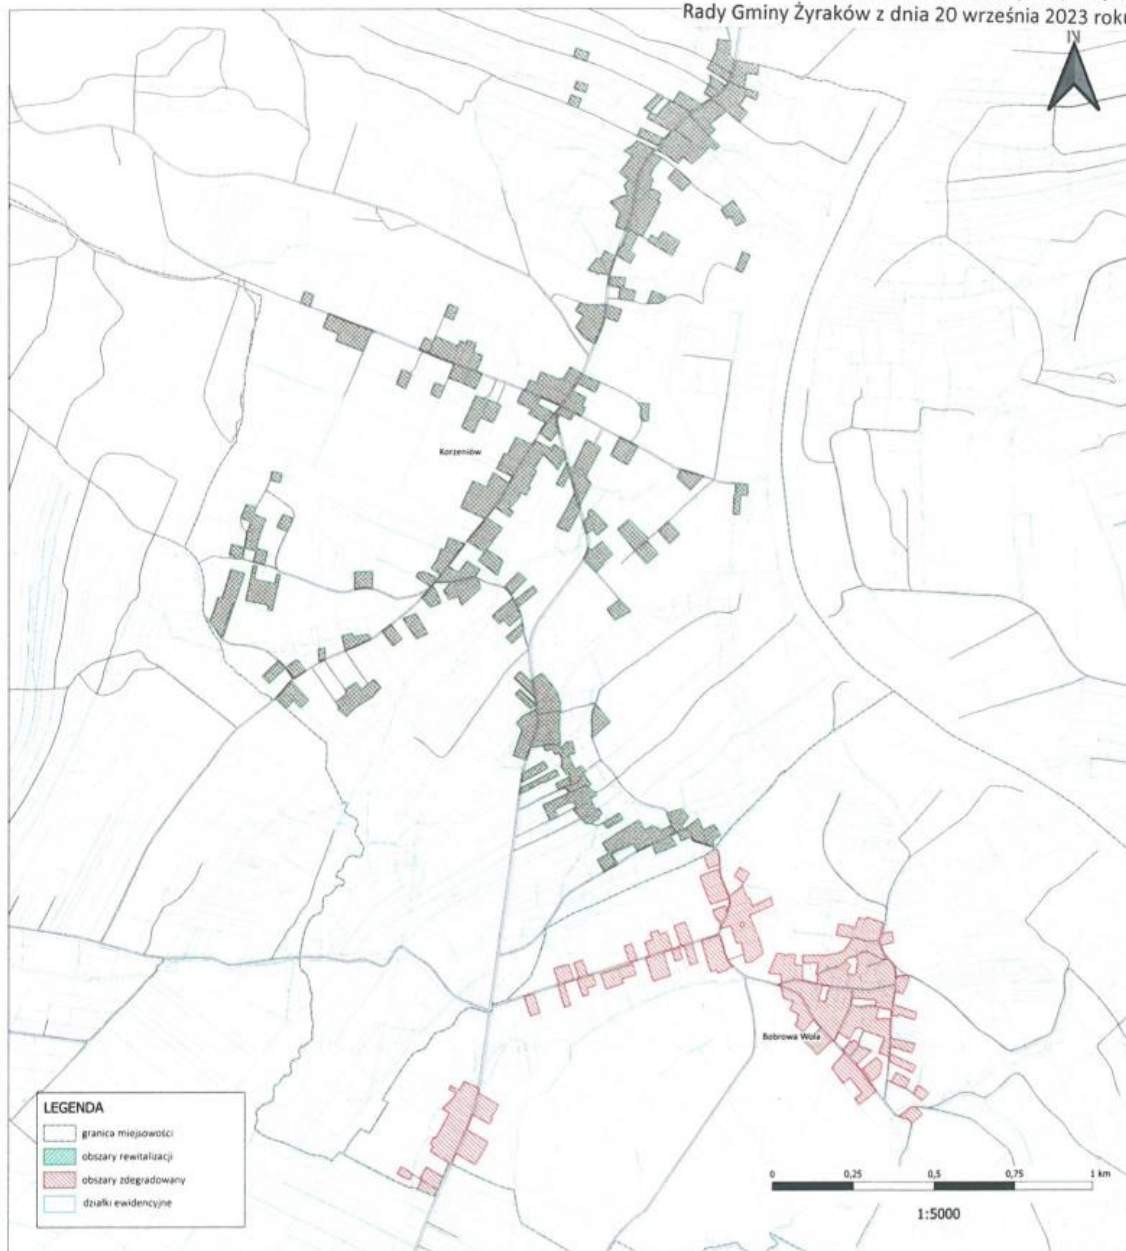 Rady Gminy Żyraków z dnia 20 września 2023 roku
N
Korzeniów
Bobrowa Wola
LEGENDA
granica miejsowości
obszary rewitalizacji
obszary zdegradowany
działki ewidencyjne
0 0,25 0,5 0,75 1 km
1:5000